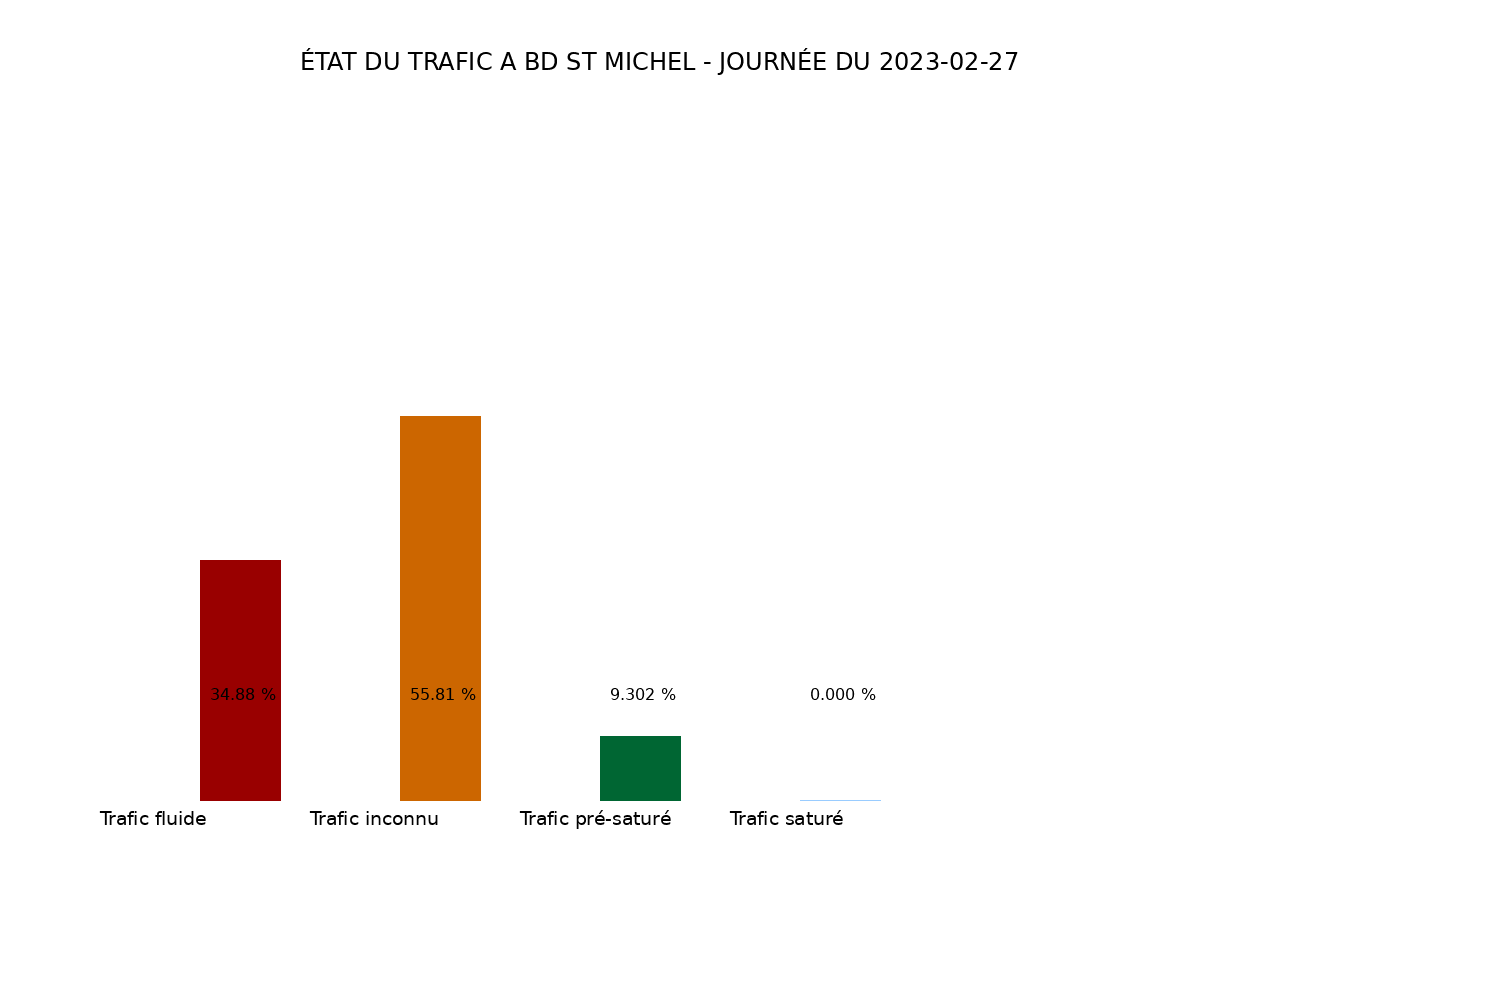 ÉTAT DU TRAFIC A BD ST MICHEL - JOURNÉE DU 2023-02-27
34.88 % 55.81 % 9.302 % 0.000 %
Trafic fluide Trafic inconnu Trafic pré-saturé Trafic saturé